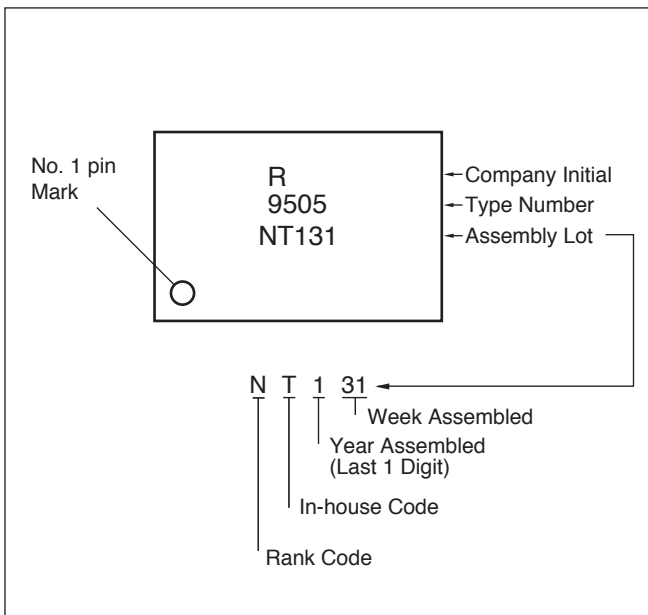 No. 1 pin
Mark
R
9505
NT131
Company Initial
Type Number
Assembly Lot
N T 1 31
Week Assembled
Year Assembled
(Last 1 Digit)
In-house Code
Rank Code